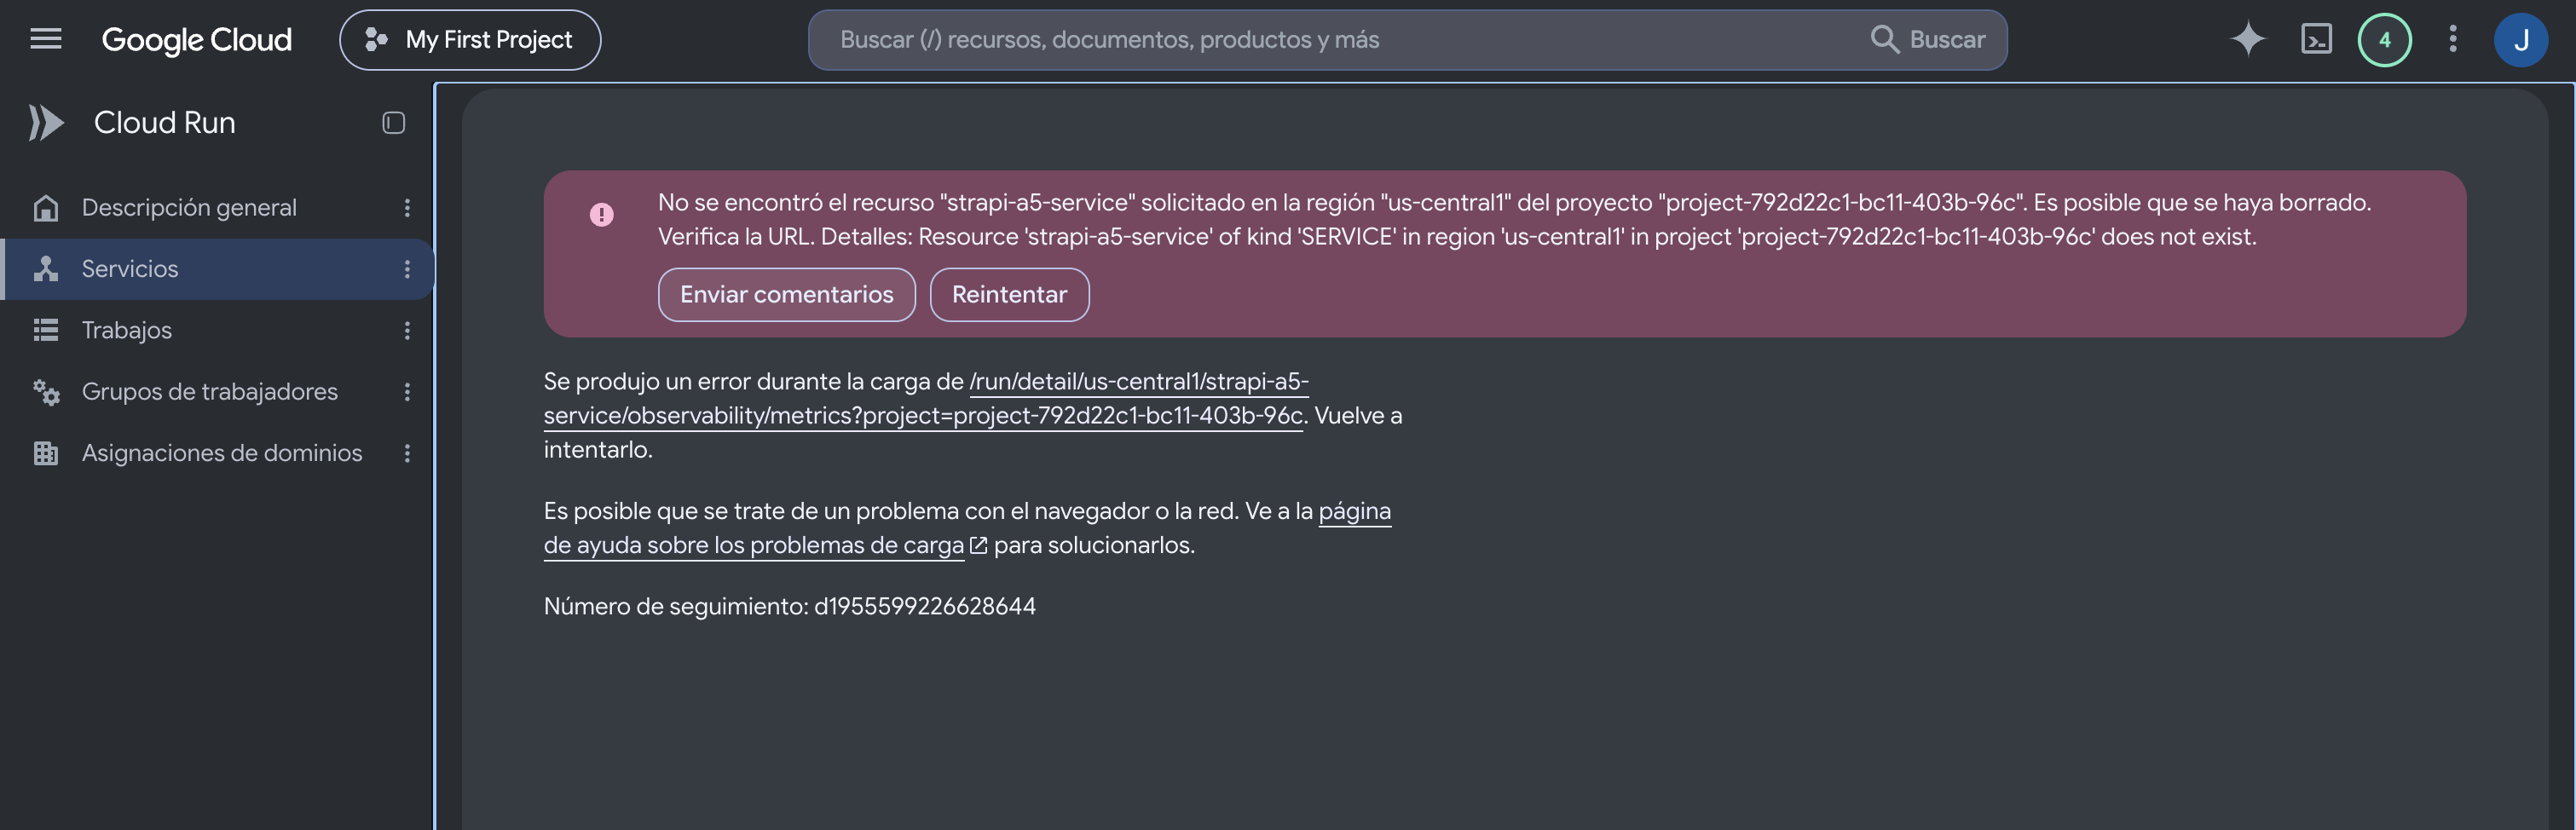 Google Cloud
My First Project
Buscar (/) recursos, documentos, productos y más
Buscar
4
J
Cloud Run
Descripción general
Servicios
Trabajos
Grupos de trabajadores
Asignaciones de dominios
No se encontró el recurso "strapi-a5-service" solicitado en la región "us-central1" del proyecto "project-792d22c1-bc11-403b-96c". Es posible que se haya borrado.
Verifica la URL. Detalles: Resource 'strapi-a5-service' of kind 'SERVICE' in region 'us-central1' in project 'project-792d22c1-bc11-403b-96c' does not exist.
Enviar comentarios
Reintentar
Se produjo un error durante la carga de /run/detail/us-central1/strapi-a5-
service/observability/metrics?project=project-792d22c1-bc11-403b-96c. Vuelve a
intentarlo.
Es posible que se trate de un problema con el navegador o la red. Ve a la página
de ayuda sobre los problemas de carga para solucionarlos.
Número de seguimiento: d1955599226628644